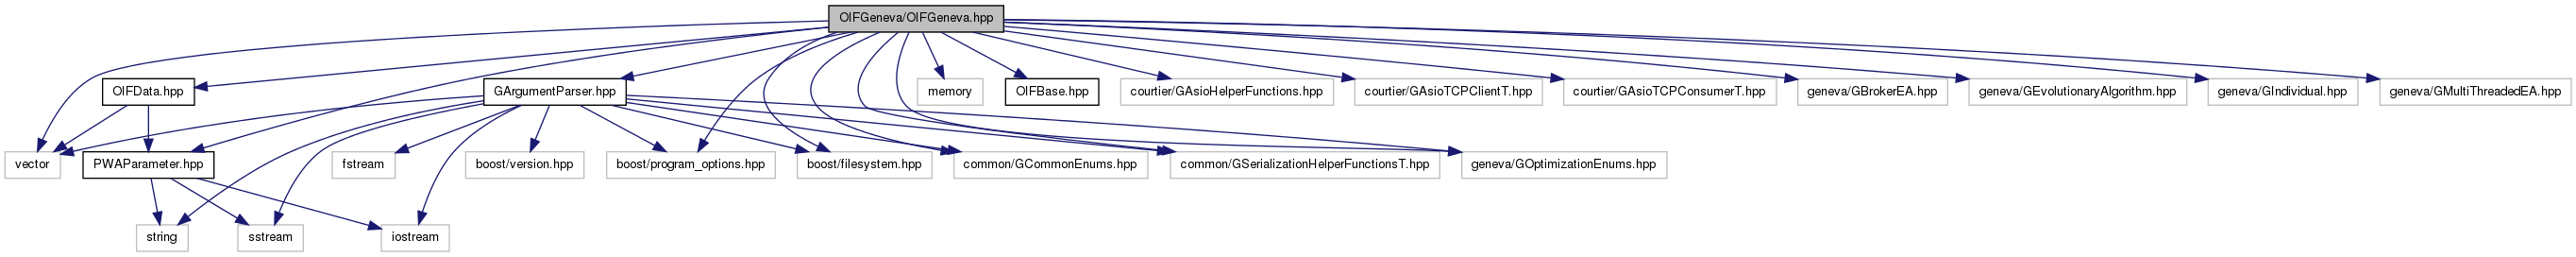 OIFGeneva/OIFGeneva.hpp
OIFData.hpp
GArgumentParser.hpp
memory
OIFBase.hpp
courtier/GAsioHelperFunctions.hpp
courtier/GAsioTCPClientT.hpp
courtier/GAsioTCPConsumerT.hpp
geneva/GBrokerEA.hpp
geneva/GEvolutionaryAlgorithm.hpp
geneva/GIndividual.hpp
geneva/GMultiThreadedEA.hpp
vector
PWAParameter.hpp
fstream
boost/version.hpp
boost/program_options.hpp
boost/filesystem.hpp
common/GCommonEnums.hpp
common/GSerializationHelperFunctionsT.hpp
geneva/GOptimizationEnums.hpp
string
sstream
iostream